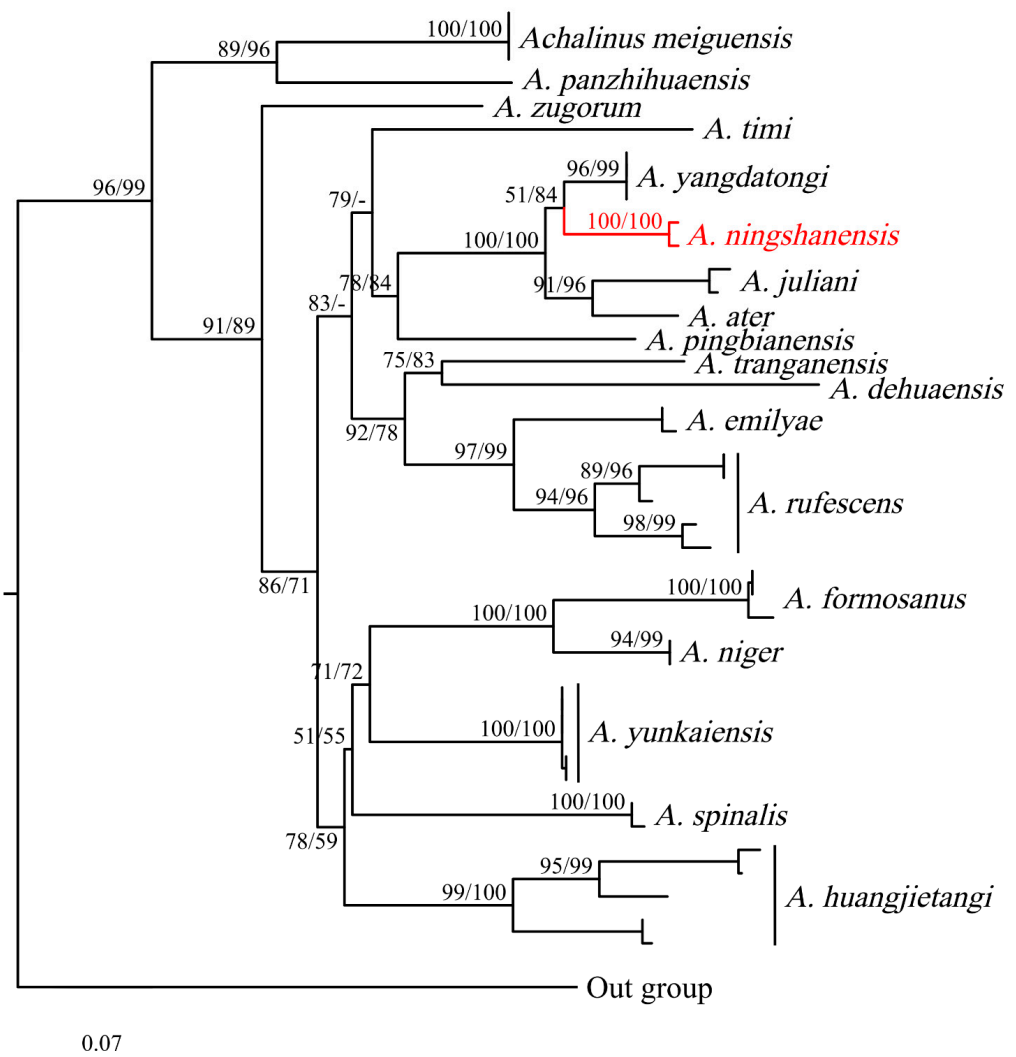 100/100
Achalinus meiguensis
89/96
A. panzhihuaensis
A. zugorum
A. timi
96/99
A. yangdatongi
96/99
51/84
79/-
100/100
A. ningshanensis
100/100
78/84
91/96
A. juliani
83/-
A. ater
91/89
A. pingbianensis
75/83
A. tranganensis
A. dehuaensis
92/78
A. emilyae
97/99
89/96
94/96
A. rufescens
98/99
86/71
100/100
A. formosanus
100/100
94/99
A. niger
71/72
51/55
100/100
A. yunkaiensis
100/100
A. spinalis
78/59
95/99
99/100
A. huangjietangi
Out group
0.07